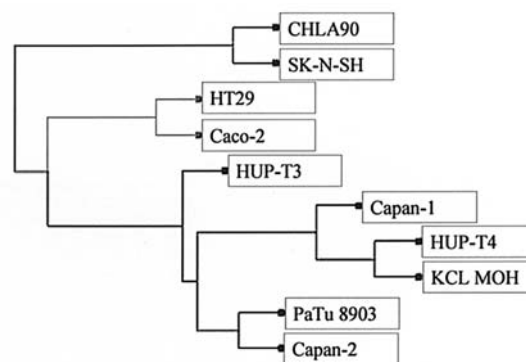 CHLA90
SK-N-SH
HT29
Caco-2
HUP-T3
Capan-1
HUP-T4
KCL MOH
PaTu 8903
Capan-2